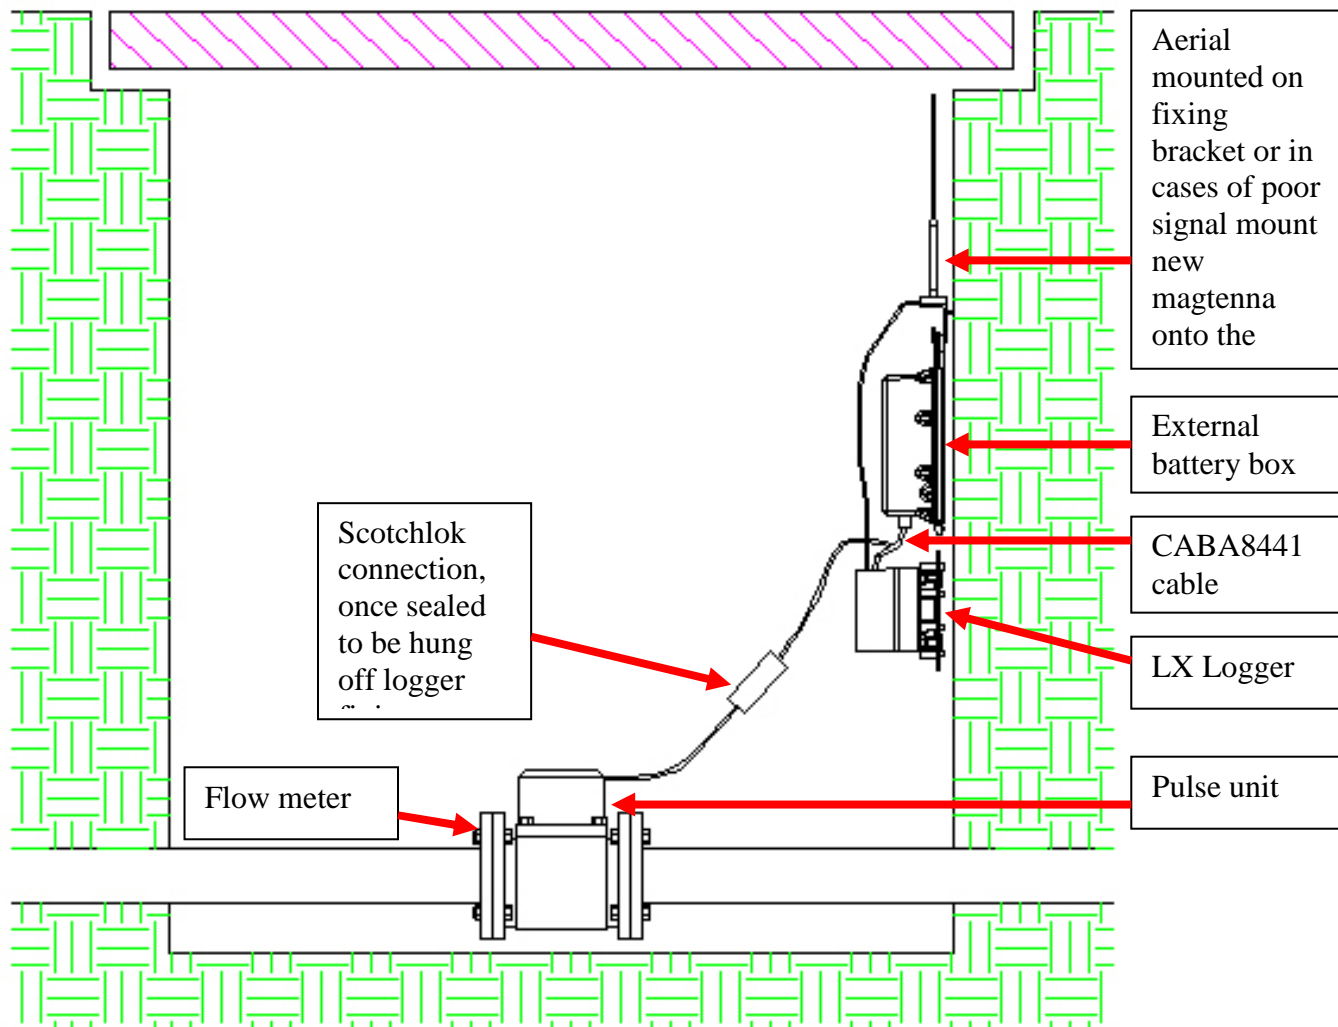 Aerial
mounted on
fixing
bracket or in
cases of poor
signal mount
new
magtenna
onto the
External
battery box
Scotchlok
connection,
once sealed
to be hung
off logger
CABA8441
cable
LX Logger
Flow meter
Pulse unit